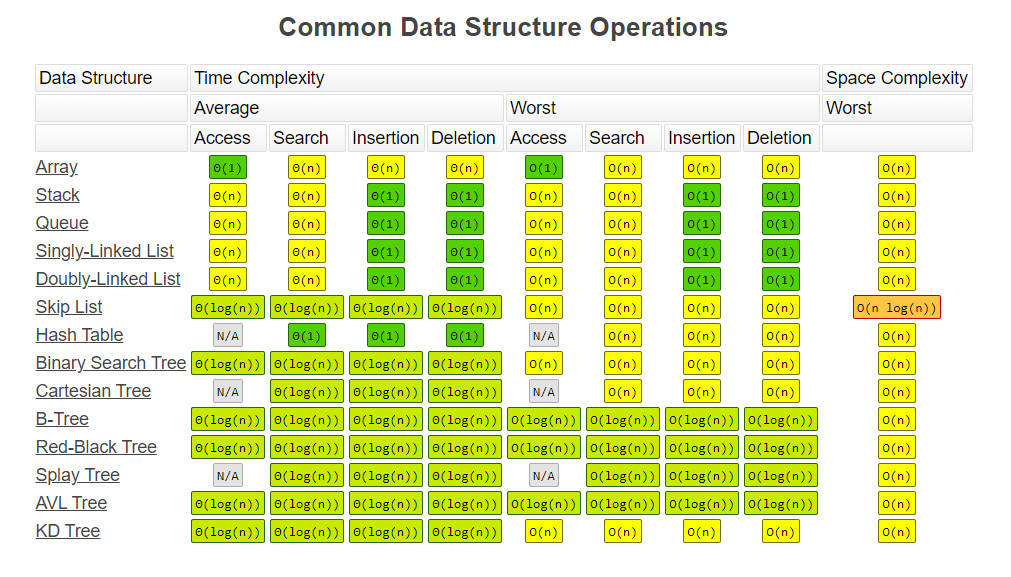 Common Data Structure Operations
Data Structure Time Complexity Space Complexity
Average Worst Worst
Access Search Insertion Deletion Access Search Insertion Deletion
Array Θ(1) Θ(n) Θ(n) Θ(n) O(1) O(n) O(n) O(n) O(n)
Stack Θ(n) Θ(n) Θ(1) Θ(1) O(n) O(n) O(1) O(1) O(n)
Queue Θ(n) Θ(n) Θ(1) Θ(1) O(n) O(n) O(1) O(1) O(n)
Singly-Linked List Θ(n) Θ(n) Θ(1) Θ(1) O(n) O(n) O(1) O(1) O(n)
Doubly-Linked List Θ(n) Θ(n) Θ(1) Θ(1) O(n) O(n) O(1) O(1) O(n)
Skip List Θ(log(n)) Θ(log(n)) Θ(log(n)) Θ(log(n)) O(n) O(n) O(n) O(n) O(n log(n))
Hash Table N/A Θ(1) Θ(1) Θ(1) N/A O(n) O(n) O(n) O(n)
Binary Search Tree Θ(log(n)) Θ(log(n)) Θ(log(n)) Θ(log(n)) O(n) O(n) O(n) O(n) O(n)
Cartesian Tree N/A Θ(log(n)) Θ(log(n)) Θ(log(n)) N/A O(n) O(n) O(n) O(n)
B-Tree Θ(log(n)) Θ(log(n)) Θ(log(n)) Θ(log(n)) O(log(n)) O(log(n)) O(log(n)) O(log(n)) O(n)
Red-Black Tree Θ(log(n)) Θ(log(n)) Θ(log(n)) Θ(log(n)) O(log(n)) O(log(n)) O(log(n)) O(log(n)) O(n)
Splay Tree N/A Θ(log(n)) Θ(log(n)) Θ(log(n)) N/A O(log(n)) O(log(n)) O(log(n)) O(n)
AVL Tree Θ(log(n)) Θ(log(n)) Θ(log(n)) Θ(log(n)) O(log(n)) O(log(n)) O(log(n)) O(log(n)) O(n)
KD Tree Θ(log(n)) Θ(log(n)) Θ(log(n)) Θ(log(n)) O(n) O(n) O(n) O(n) O(n)